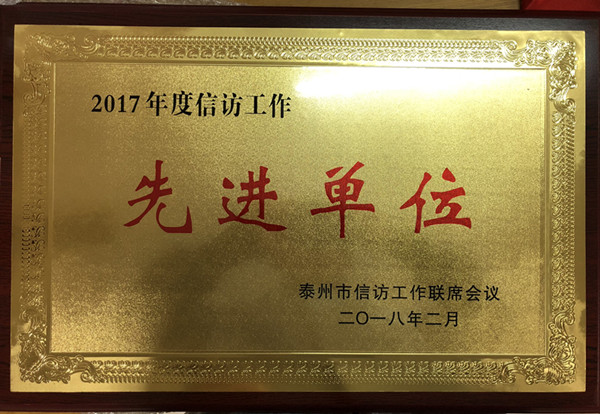 2017年度信访工作
先进单位
泰州市信访工作联席会议
二〇一八年二月